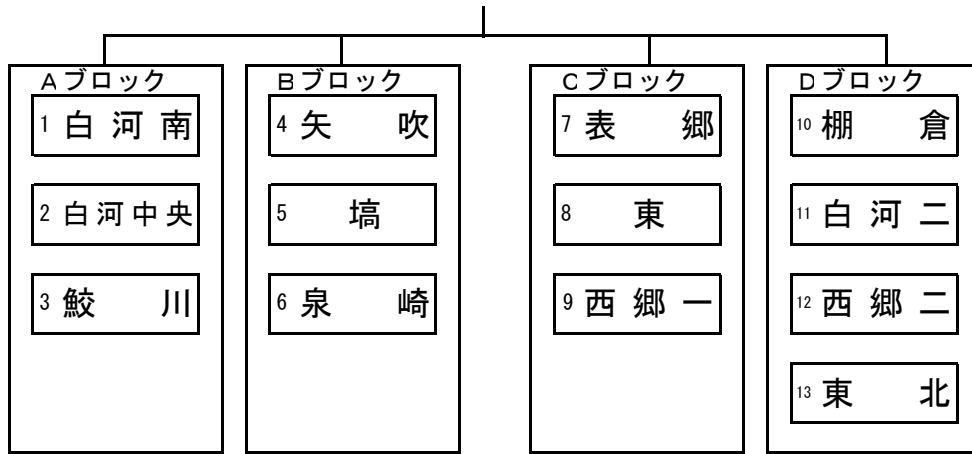 Aブロック
1 白河南
2 白河中央
3 鮫川
Bブロック
4 矢吹
5 塙
6 泉崎
Cブロック
7 表郷
8 東
9 西郷一
Dブロック
10 棚倉
11 白河二
12 西郷二
13 東北